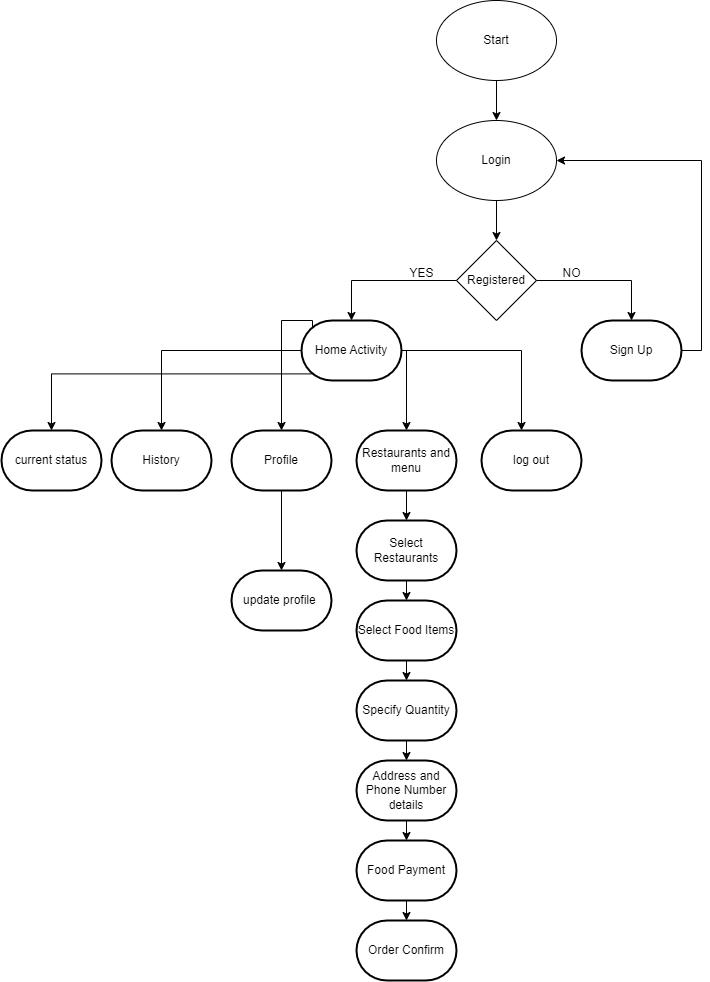 Start
Login
Registered
YES
NO
Home Activity
Sign Up
current status
History
Profile
Restaurants and
menu
log out
Select
Restaurants
update profile
Select Food Items
Specify Quantity
Address and
Phone Number
details
Food Payment
Order Confirm